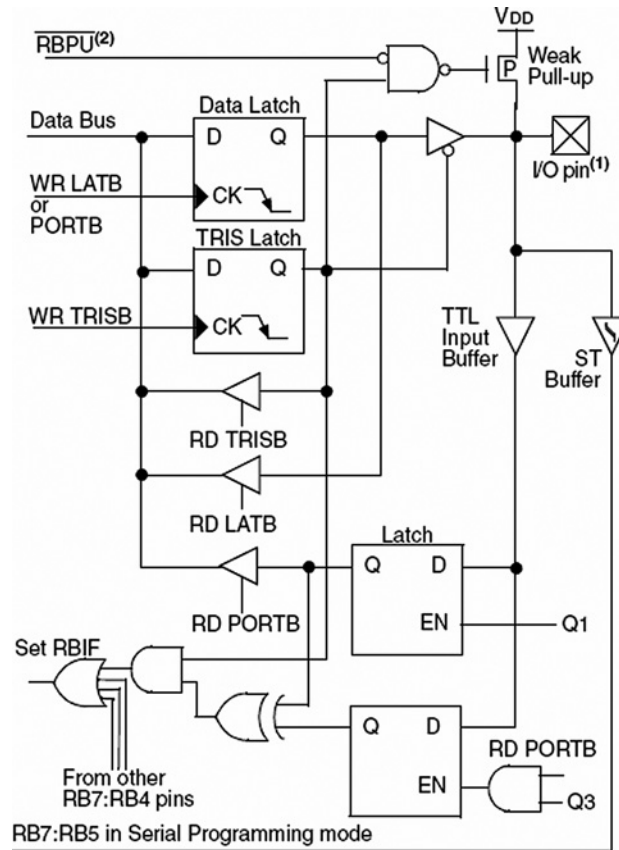 VDD
RBPU(2)
P
Weak
Pull-up
Data Latch
Data Bus
D Q
I/O pin(1)
WR LATB
or
PORTB
CK
TRIS Latch
D Q
WR TRISB
CK
TTL
Input
Buffer
ST
Buffer
RD TRISB
RD LATB
Latch
Q D
RD PORTB
EN
Q1
Set RBIF
Q D
RD PORTB
EN
Q3
From other
RB7:RB4 pins
RB7:RB5 in Serial Programming mode